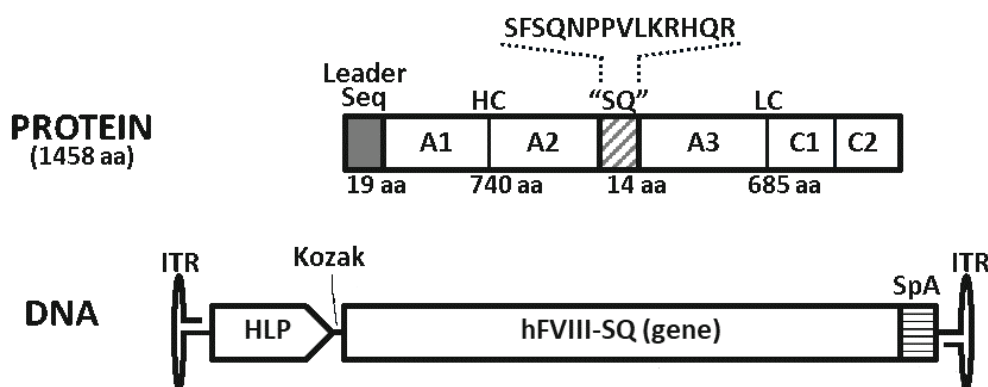 SFSQNPPVLKRHQR
Leader
Seq
HC
“SQ”
LC
PROTEIN
(1458 aa)
A1
A2
A3
C1
C2
19 aa
740 aa
14 aa
685 aa
ITR
Kozak
ITR
SpA
DNA
HLP
hFVIII-SQ (gene)